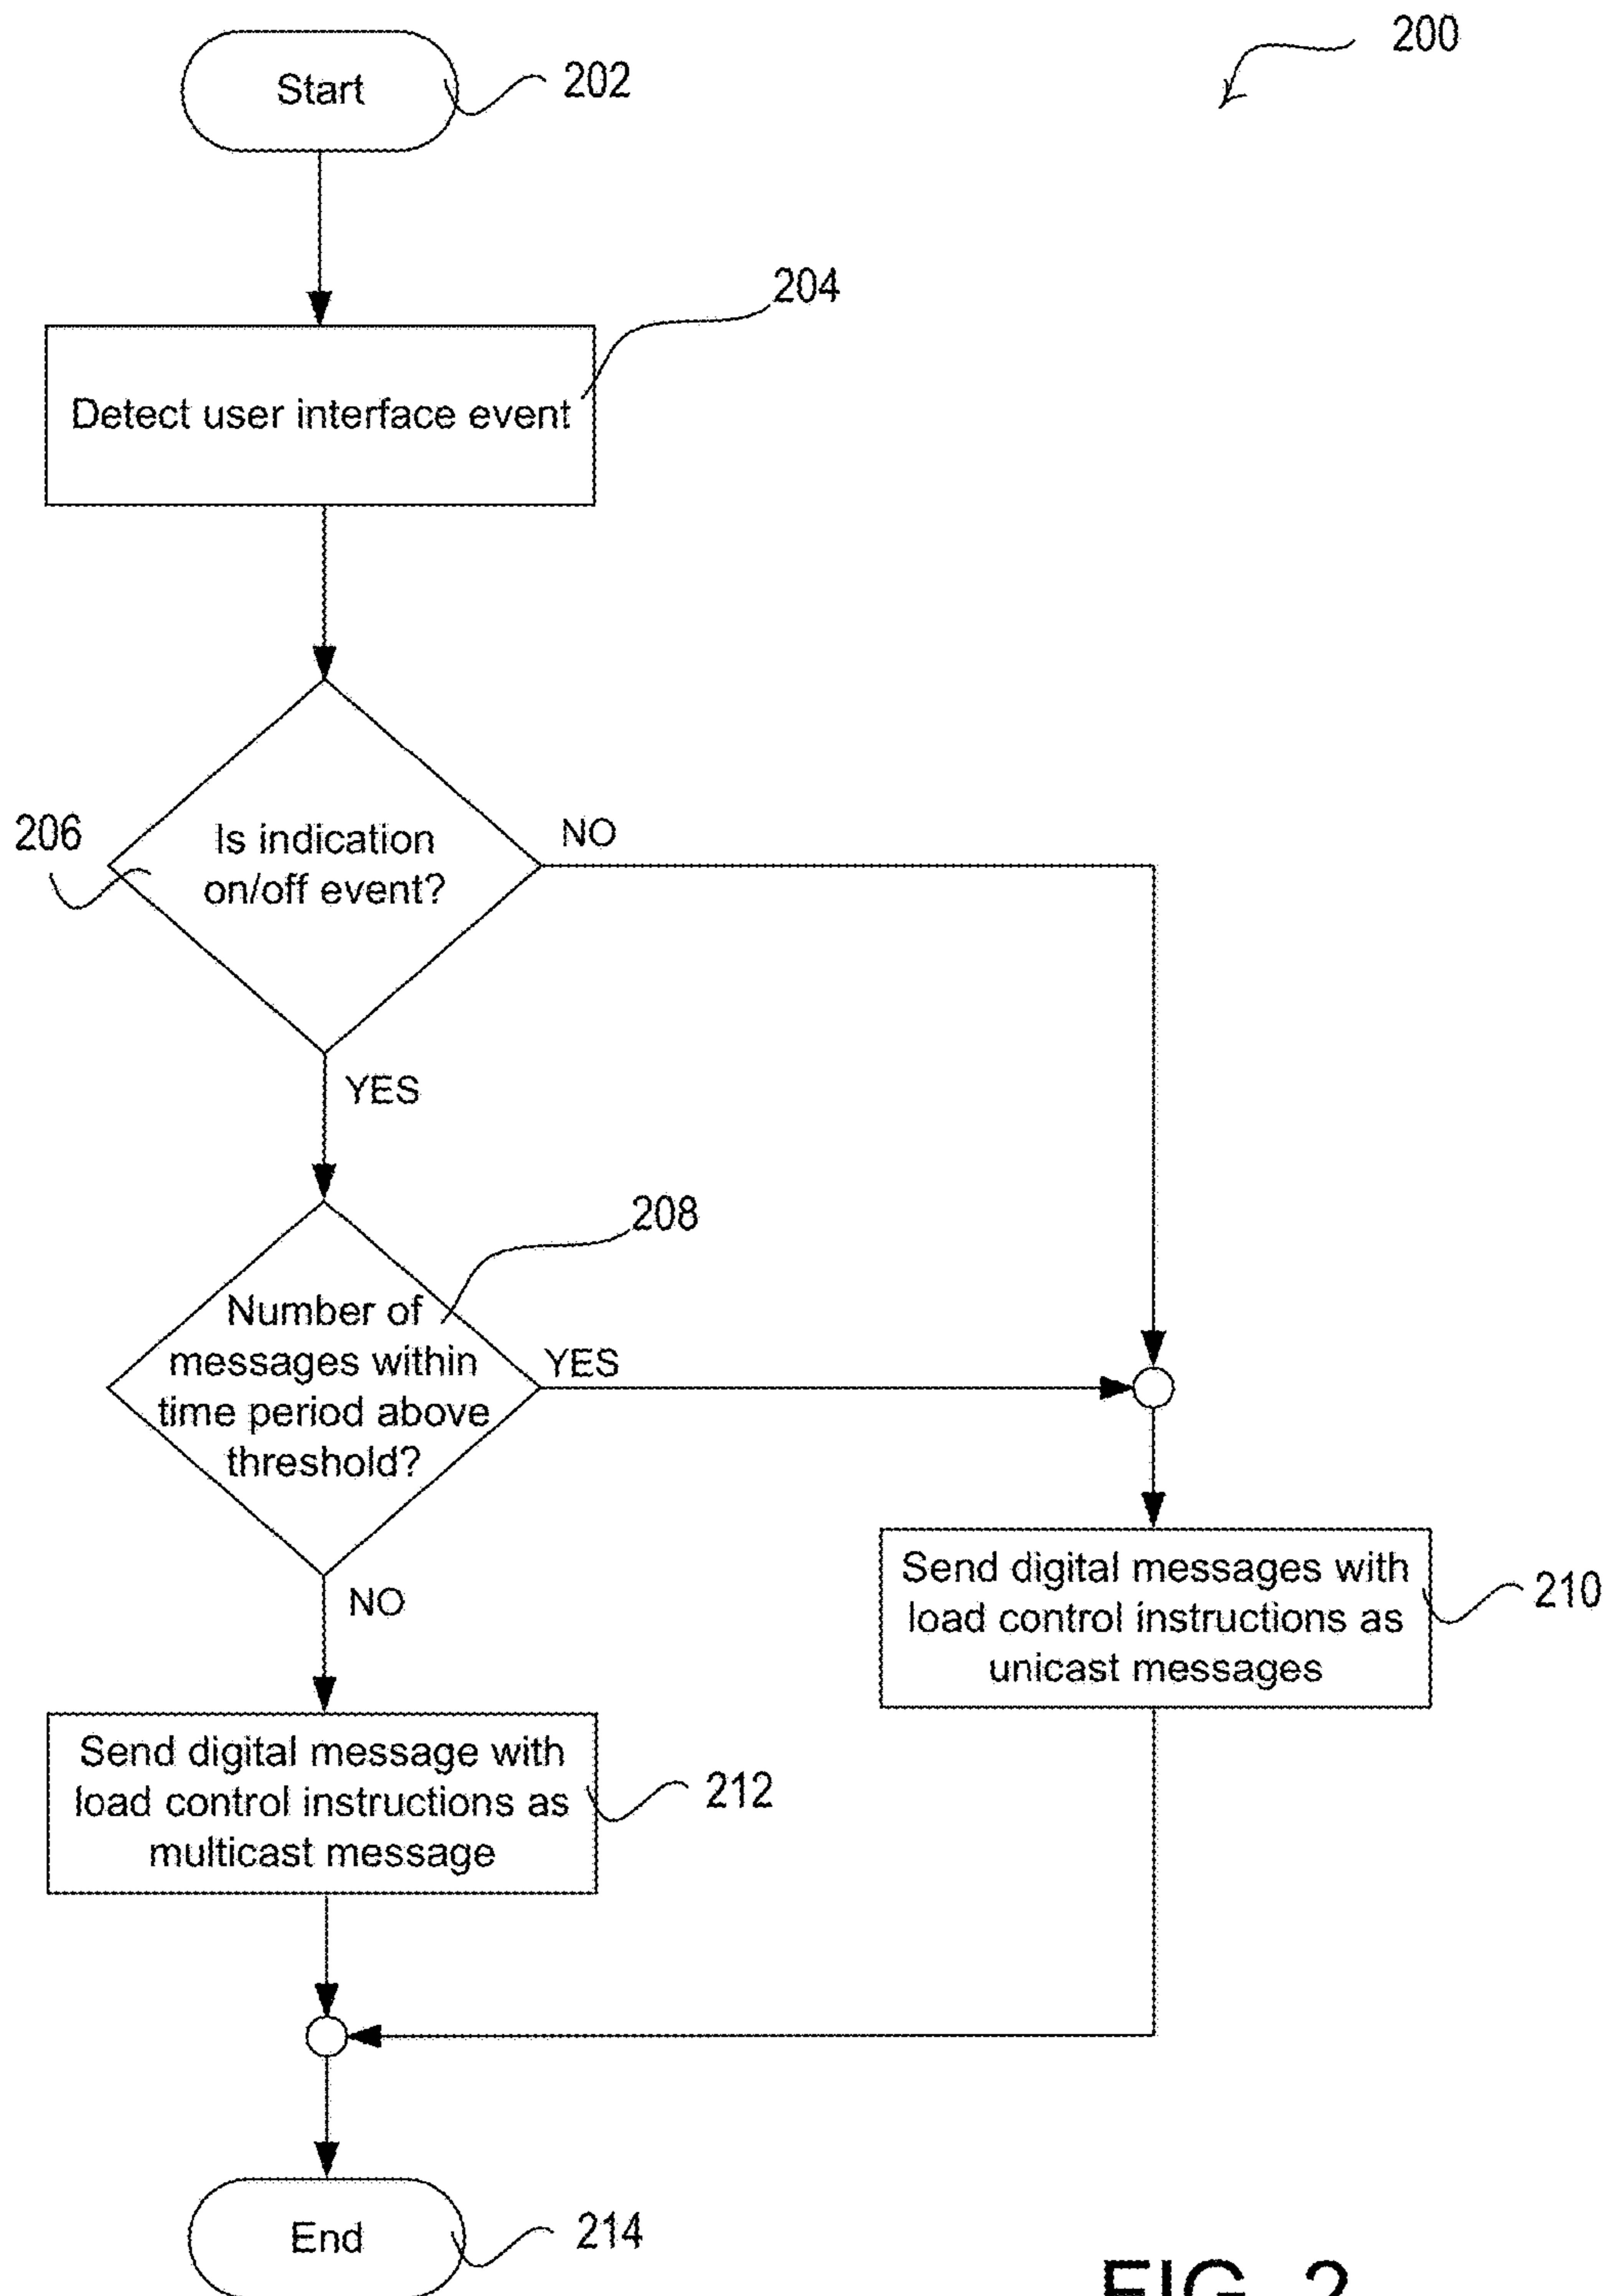 200
Start
202
204
Detect user interface event
206
Is indication
on/off event?
NO
YES
208
Number of
messages within
time period above
threshold?
YES
NO
Send digital messages with
load control instructions as
unicast messages
210
Send digital message with
load control instructions as
multicast message
212
End
214
FIG. 2